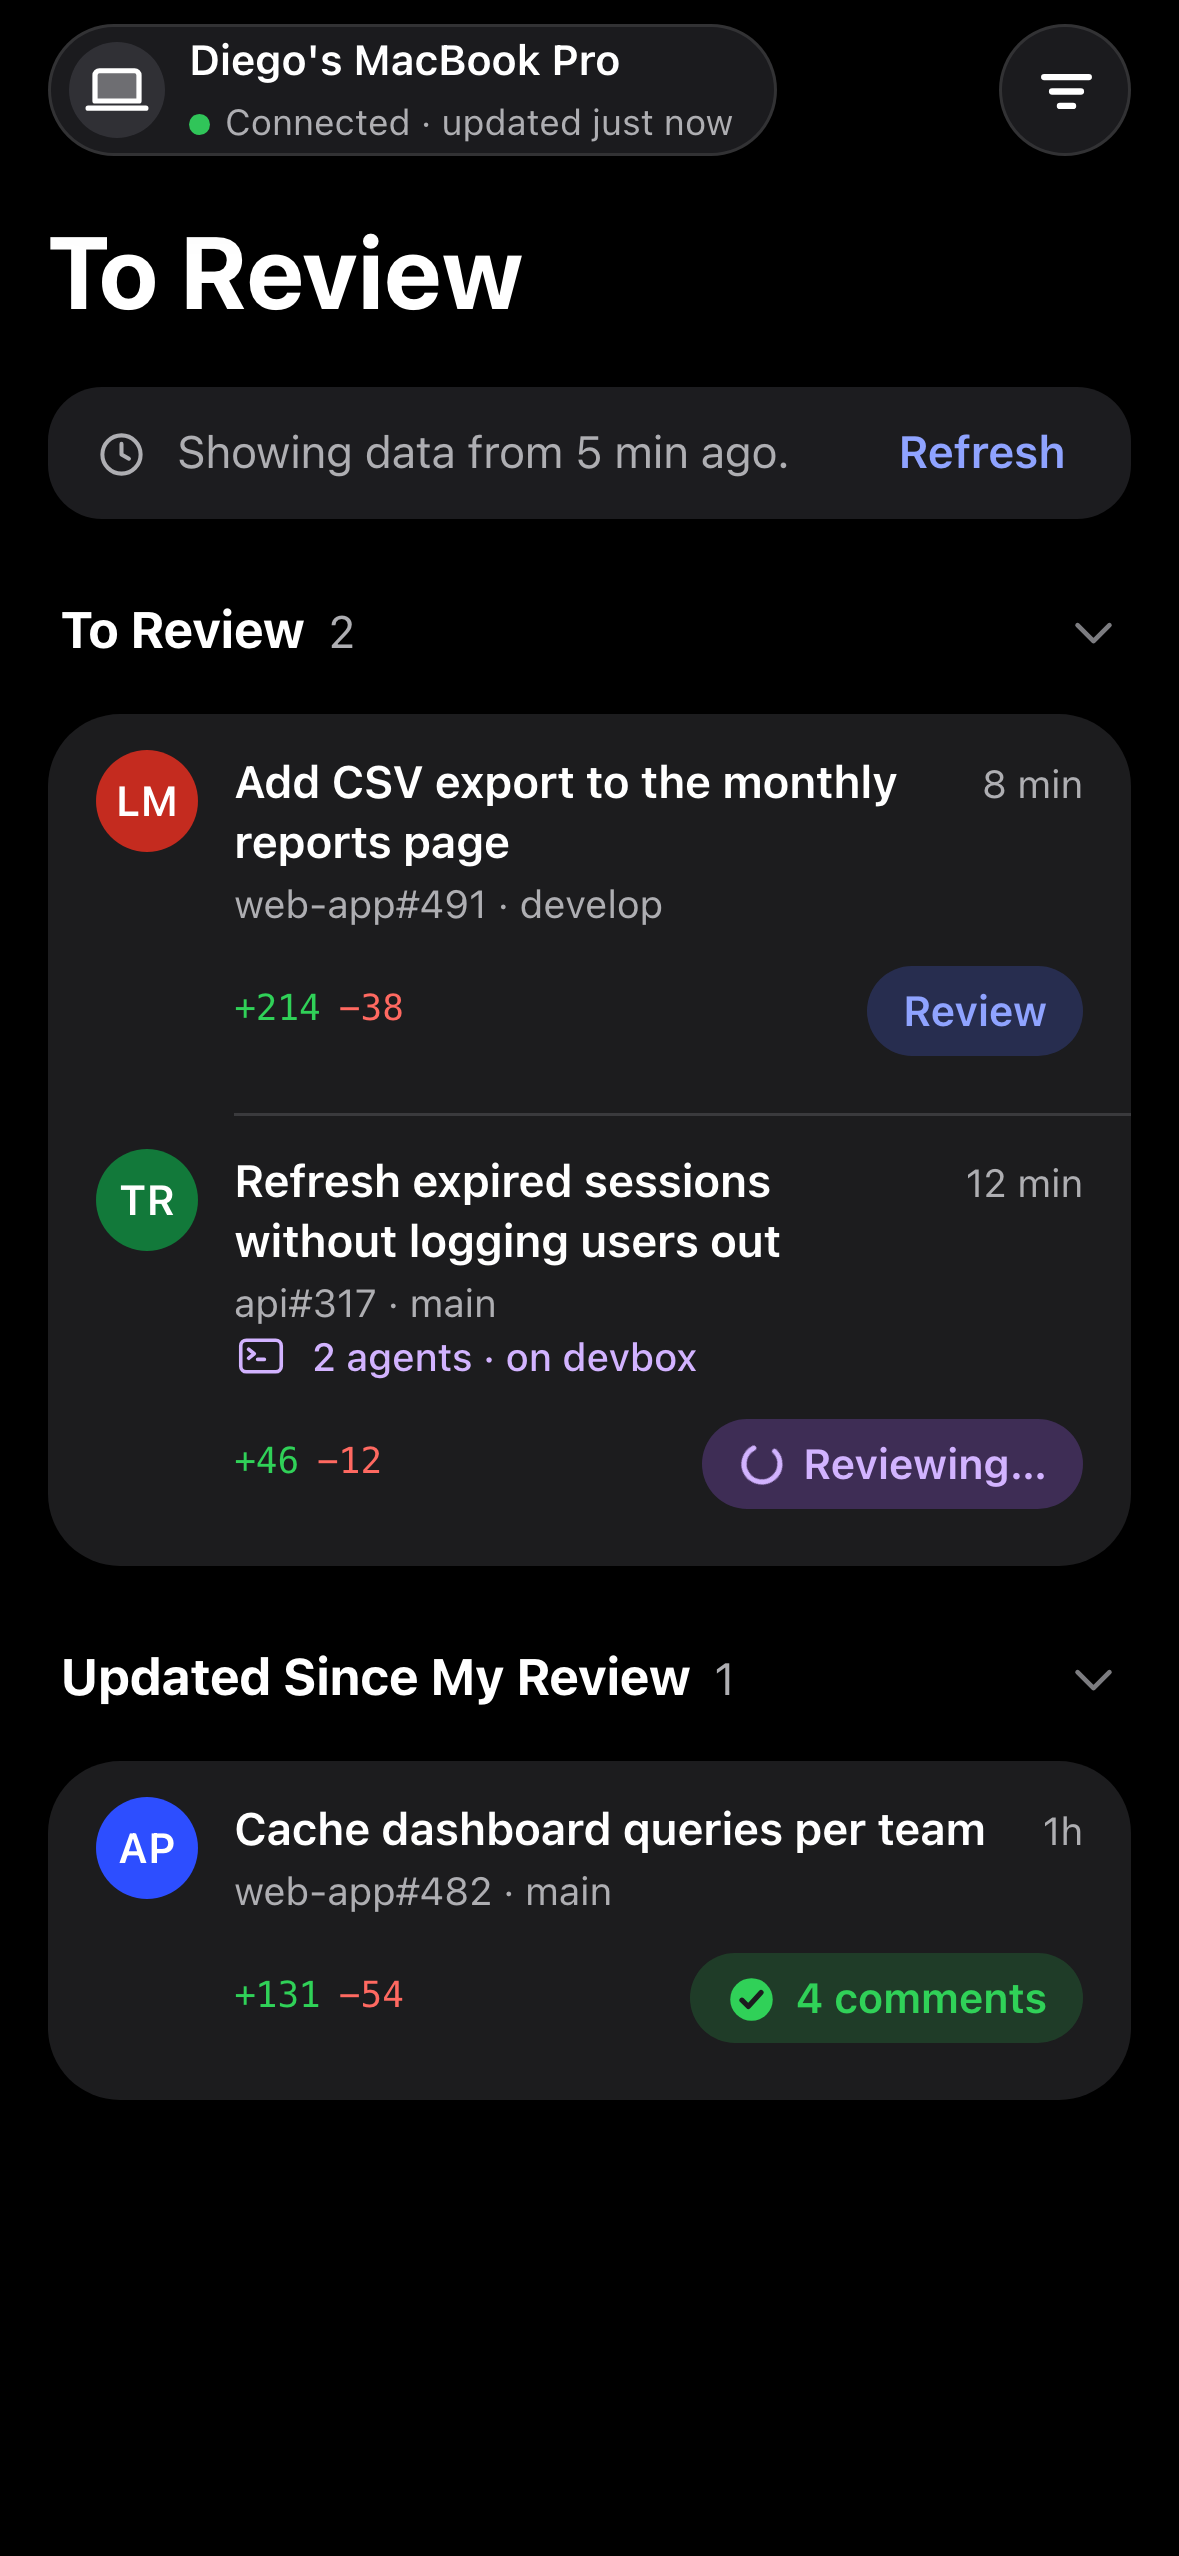 Diego's MacBook Pro
Connected · updated just now
To Review
Showing data from 5 min ago. Refresh
To Review 2
LM Add CSV export to the monthly 8 min
reports page
web-app#491 · develop
+214 −38 Review
TR Refresh expired sessions 12 min
without logging users out
api#317 · main
2 agents · on devbox
+46 −12 Reviewing...
Updated Since My Review 1
AP Cache dashboard queries per team 1h
web-app#482 · main
+131 −54 4 comments